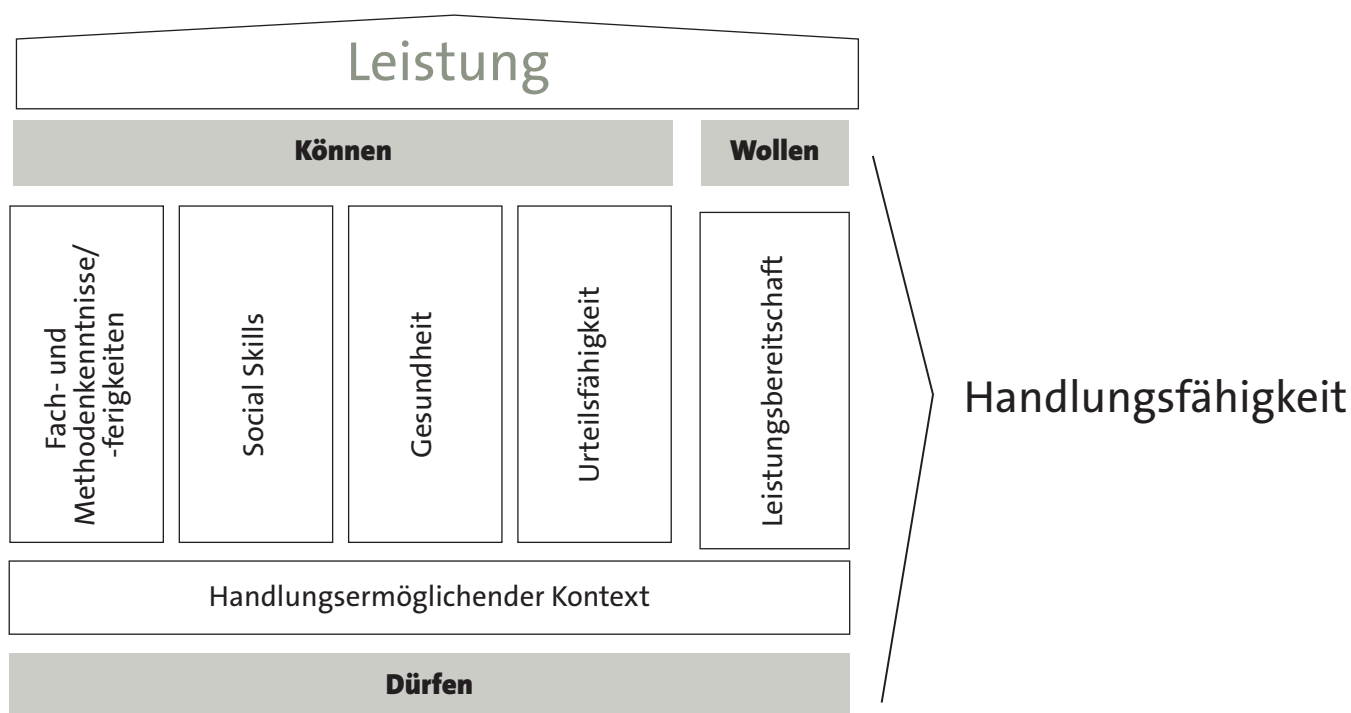 Leistung
Können
Wollen
Fach- und
Methodenkenntnisse/
-ferigkeiten
Social Skills
Gesundheit
Urteilsfähigkeit
Leistungsbereitschaft
Handlungsfähigkeit
Handlungsermöglichender Kontext
Dürfen